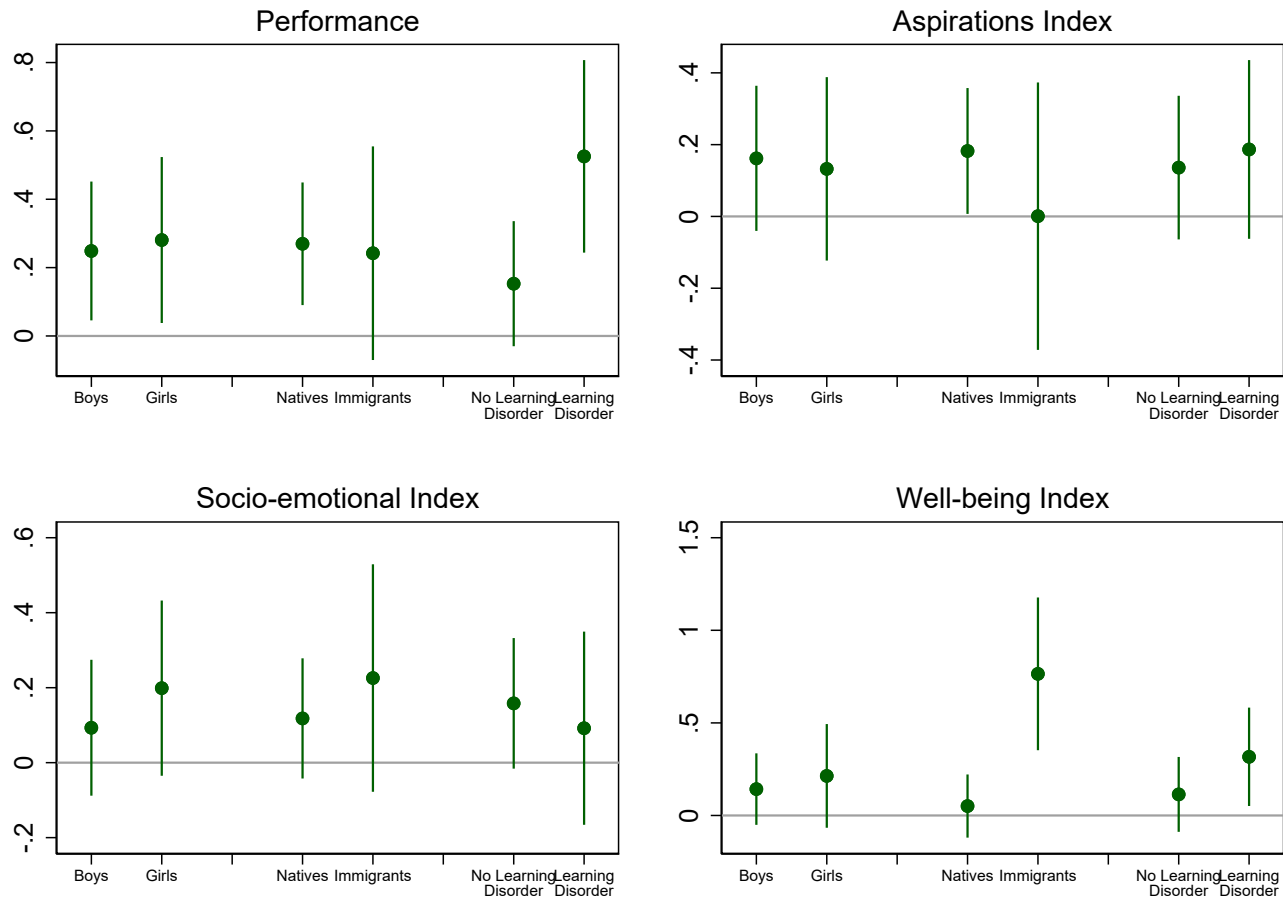 Performance
.8
.6
.4
.2
0
Boys Girls Natives Immigrants No Learning Learning
Disorder Disorder
Aspirations Index
.4
.2
0
-.2
-.4
Boys Girls Natives Immigrants No Learning Learning
Disorder Disorder
Socio-emotional Index
.6
.4
.2
0
-.2
Boys Girls Natives Immigrants No Learning Learning
Disorder Disorder
Well-being Index
1.5
1
.5
0
Boys Girls Natives Immigrants No Learning Learning
Disorder Disorder